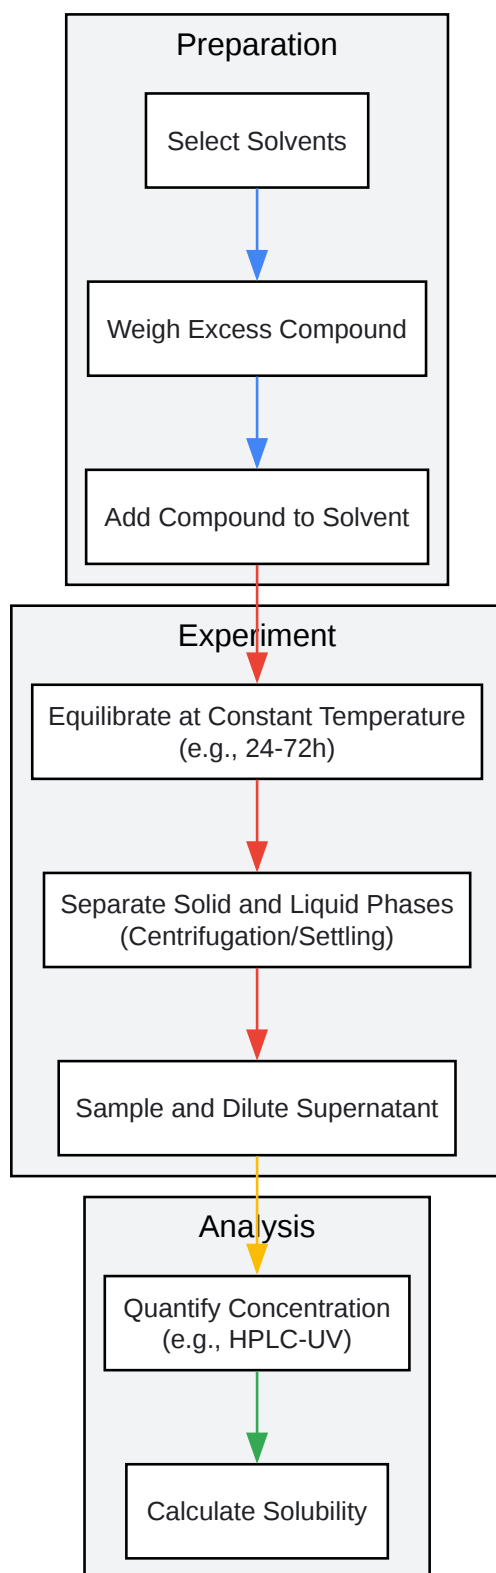 Preparation
Select Solvents
Weigh Excess Compound
Add Compound to Solvent
Experiment
Equilibrate at Constant Temperature
(e.g., 24-72h)
Separate Solid and Liquid Phases
(Centrifugation/Settling)
Sample and Dilute Supernatant
Analysis
Quantify Concentration
(e.g., HPLC-UV)
Calculate Solubility